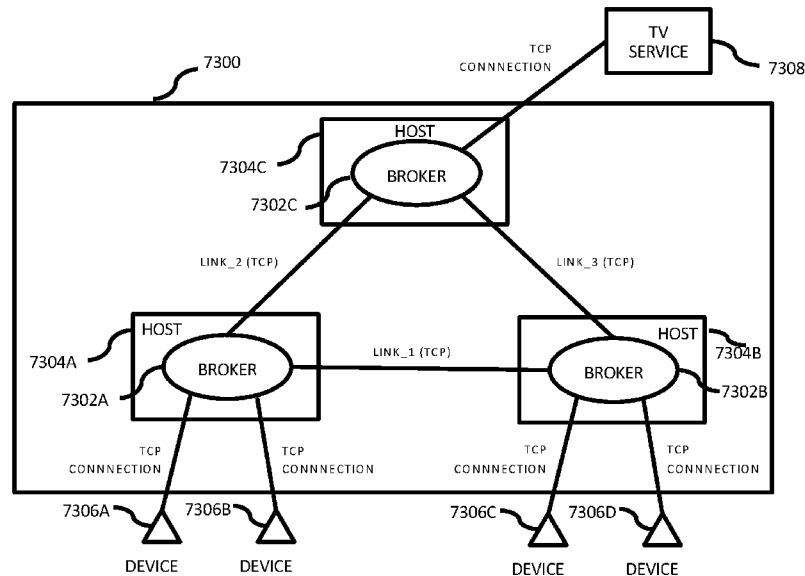 7300
TCP
CONNNECTION
TV
SERVICE
7308
HOST
7304C
BROKER
7302C
LINK_2 (TCP)
LINK_3 (TCP)
HOST
7304A
BROKER
7302A
LINK_1 (TCP)
HOST
7304B
BROKER
7302B
TCP
CONNNECTION
TCP
CONNNECTION
TCP
CONNNECTION
TCP
CONNNECTION
7306A
7306B
7306C
7306D
DEVICE
DEVICE
DEVICE
DEVICE